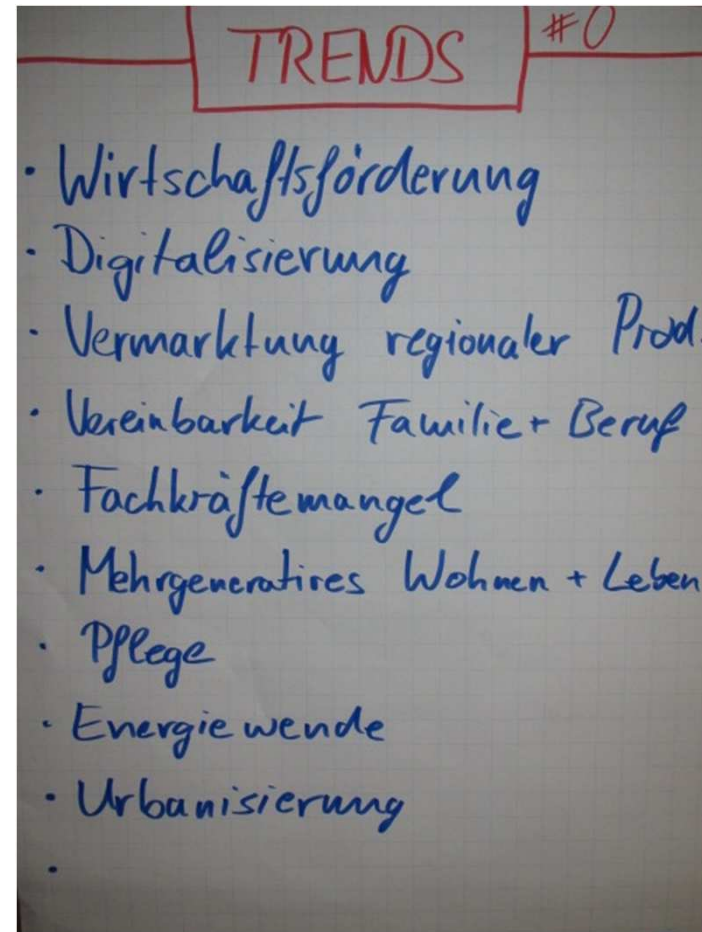 TRENDS #0
· Wirtschaftsförderung
· Digitalisierung
· Vermarktung regionaler Prod.
· Vereinbarkeit Familie + Beruf
· Fachkräftemangel
· Mehrgeneratives Wohnen + Leben
· Pflege
· Energiewende
· Urbanisierung
·